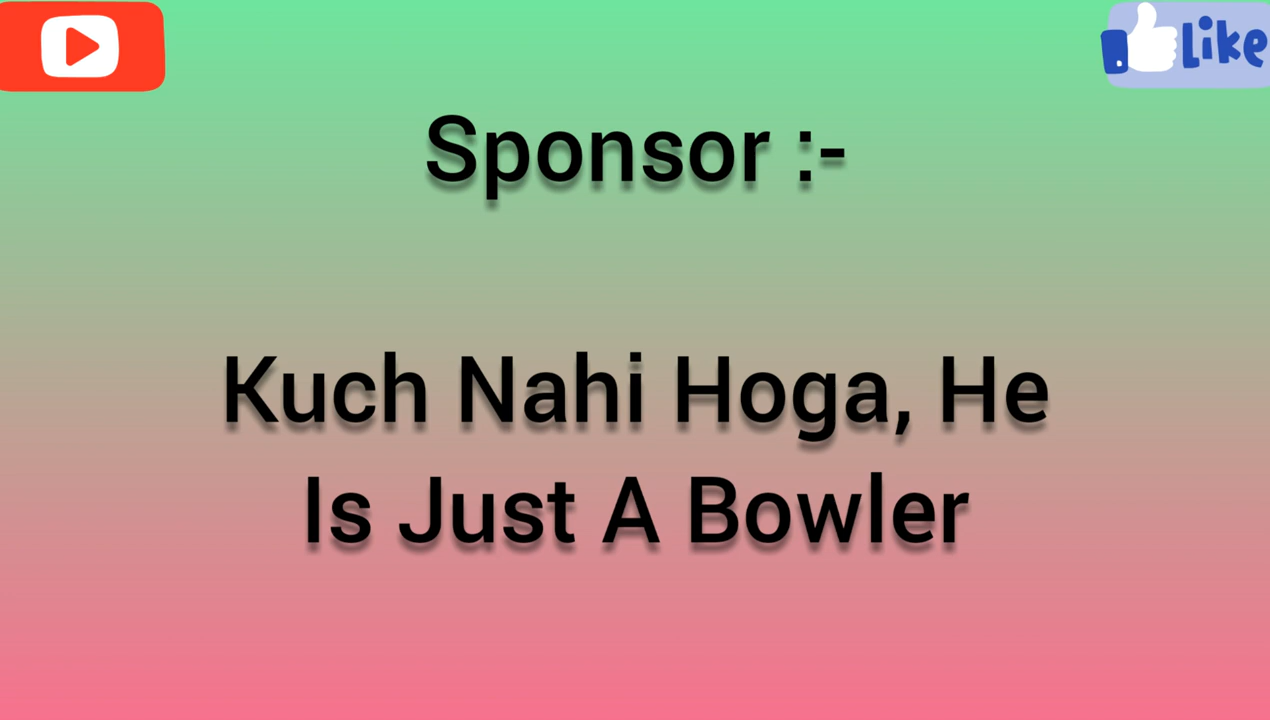 Like
Sponsor :-
Kuch Nahi Hoga, He
Is Just A Bowler